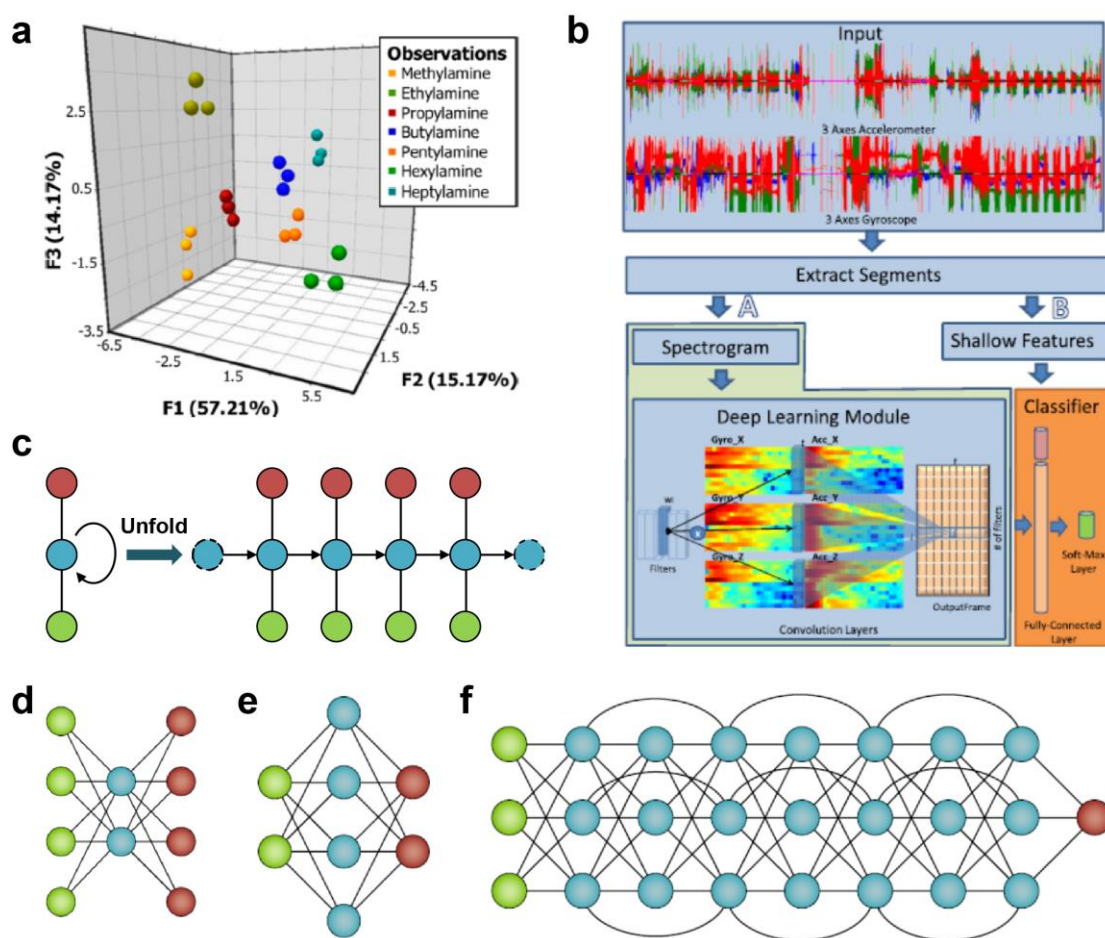 a
Observations
Methylamine
Ethylamine
Propylamine
Butylamine
Pentylamine
Hexylamine
Heptylamine
2.5
0.5
-1.5
-3.5
F3 (14.17%)
-6.5
-2.5
1.5
5.5
F1 (57.21%)
-4.5
-2.5
-0.5
1.5
F2 (15.17%)
b
Input
3 Axes Accelerometer
3 Axes Gyroscope
Extract Segments
A
B
Spectrogram
Shallow Features
Deep Learning Module
Classifier
Gyro_X
Acc_X
Gyro_Y
Acc_Y
Gyro_Z
Acc_Z
wi
Filters
t
# of filters
OutputFrame
Convolution Layers
Soft-Max
Layer
Fully-Connected
Layer
c
Unfold
d
e
f